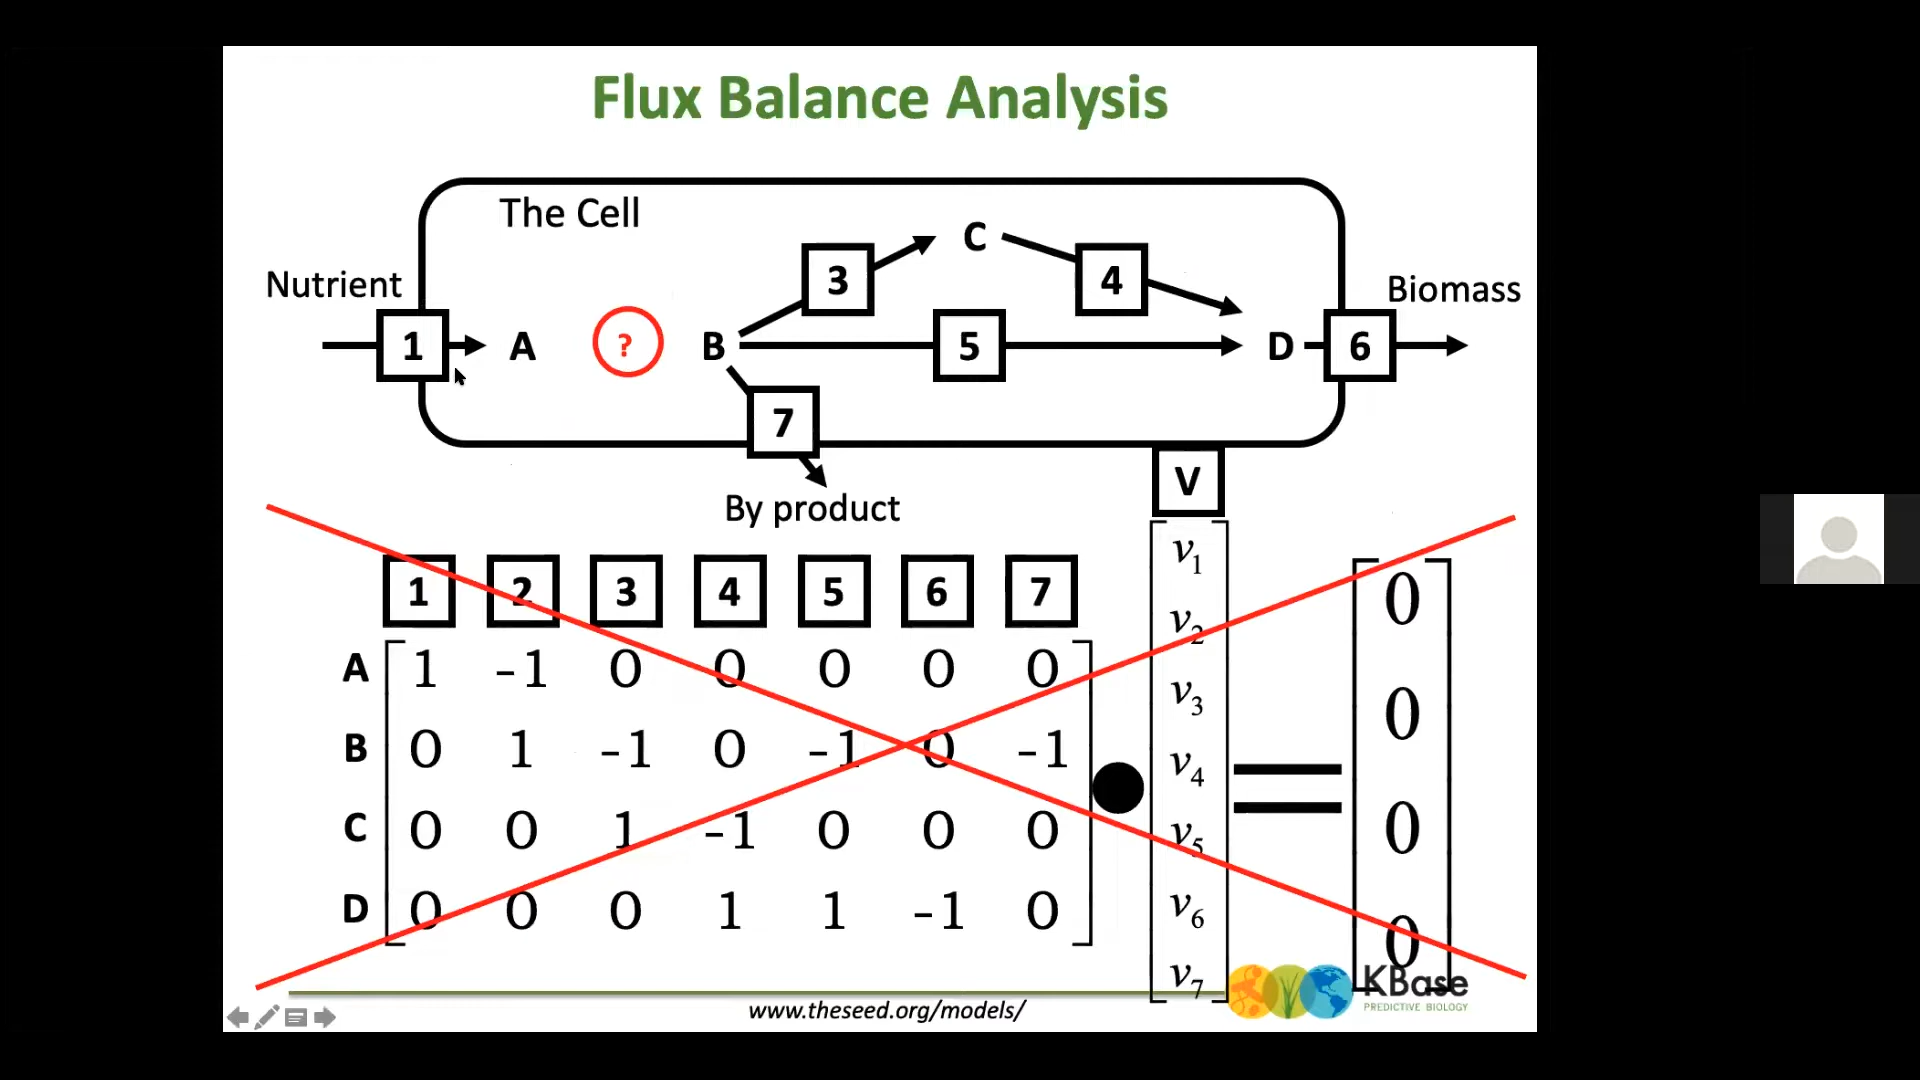 Flux Balance Analysis
The Cell
Nutrient
Biomass
C
3
4
1
A
?
B
5
D
6
7
By product
V
1 2 3 4 5 6 7
A 1 -1 0 0 0 0 0
B 0 1 -1 0 -1 0 -1
C 0 0 1 -1 0 0 0
D 0 0 0 1 1 -1 0
v1
v2
v3
v4
v5
v6
v7
=
0
0
0
0
KBase
PREDICTIVE BIOLOGY
www.theseed.org/models/